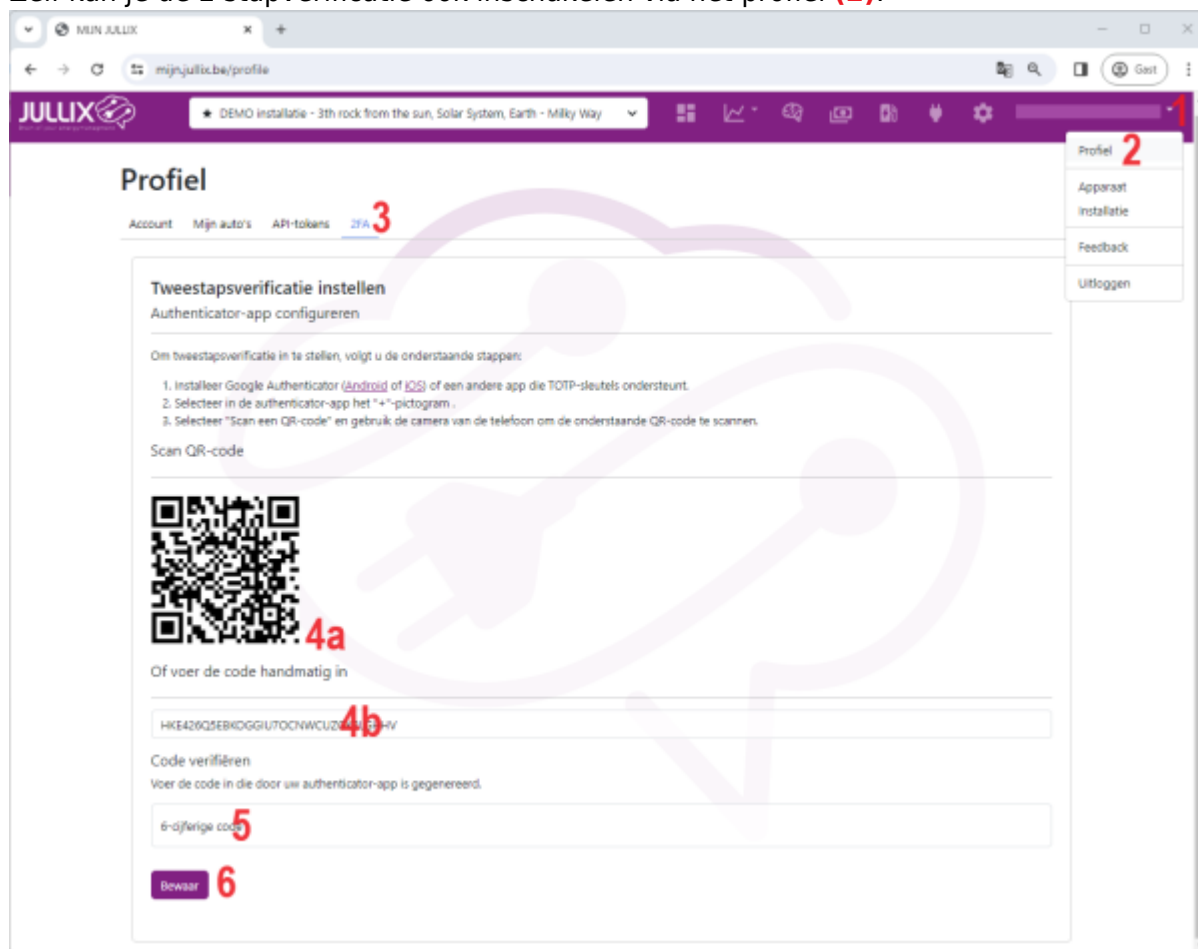 Zelf kan je de 2-stapverificatie ook inschakelen via het profiel (2).
MIJN JULLIX
mijn.jullix.be/profile
Gast
JULLIX
★ DEMO installatie - 3th rock from the sun, Solar System, Earth - Milky Way
1
Profiel 2
Apparaat
Installatie
Feedback
Uitloggen
Profiel
Account Mijn auto's API-tokens 2FA 3
Tweestapsverificatie instellen
Authenticator-app configureren
Om tweestapsverificatie in te stellen, volgt u de onderstaande stappen:
1. Installeer Google Authenticator (Android of iOS) of een andere app die TOTP-sleutels ondersteunt.
2. Selecteer in de authenticator-app het "+"-pictogram .
3. Selecteer "Scan een QR-code" en gebruik de camera van de telefoon om de onderstaande QR-code te scannen.
Scan QR-code
4a
Of voer de code handmatig in
4b
Code verifiëren
Voer de code in die door uw authenticator-app is gegenereerd.
6-cijferige code 5
Bewaar 6